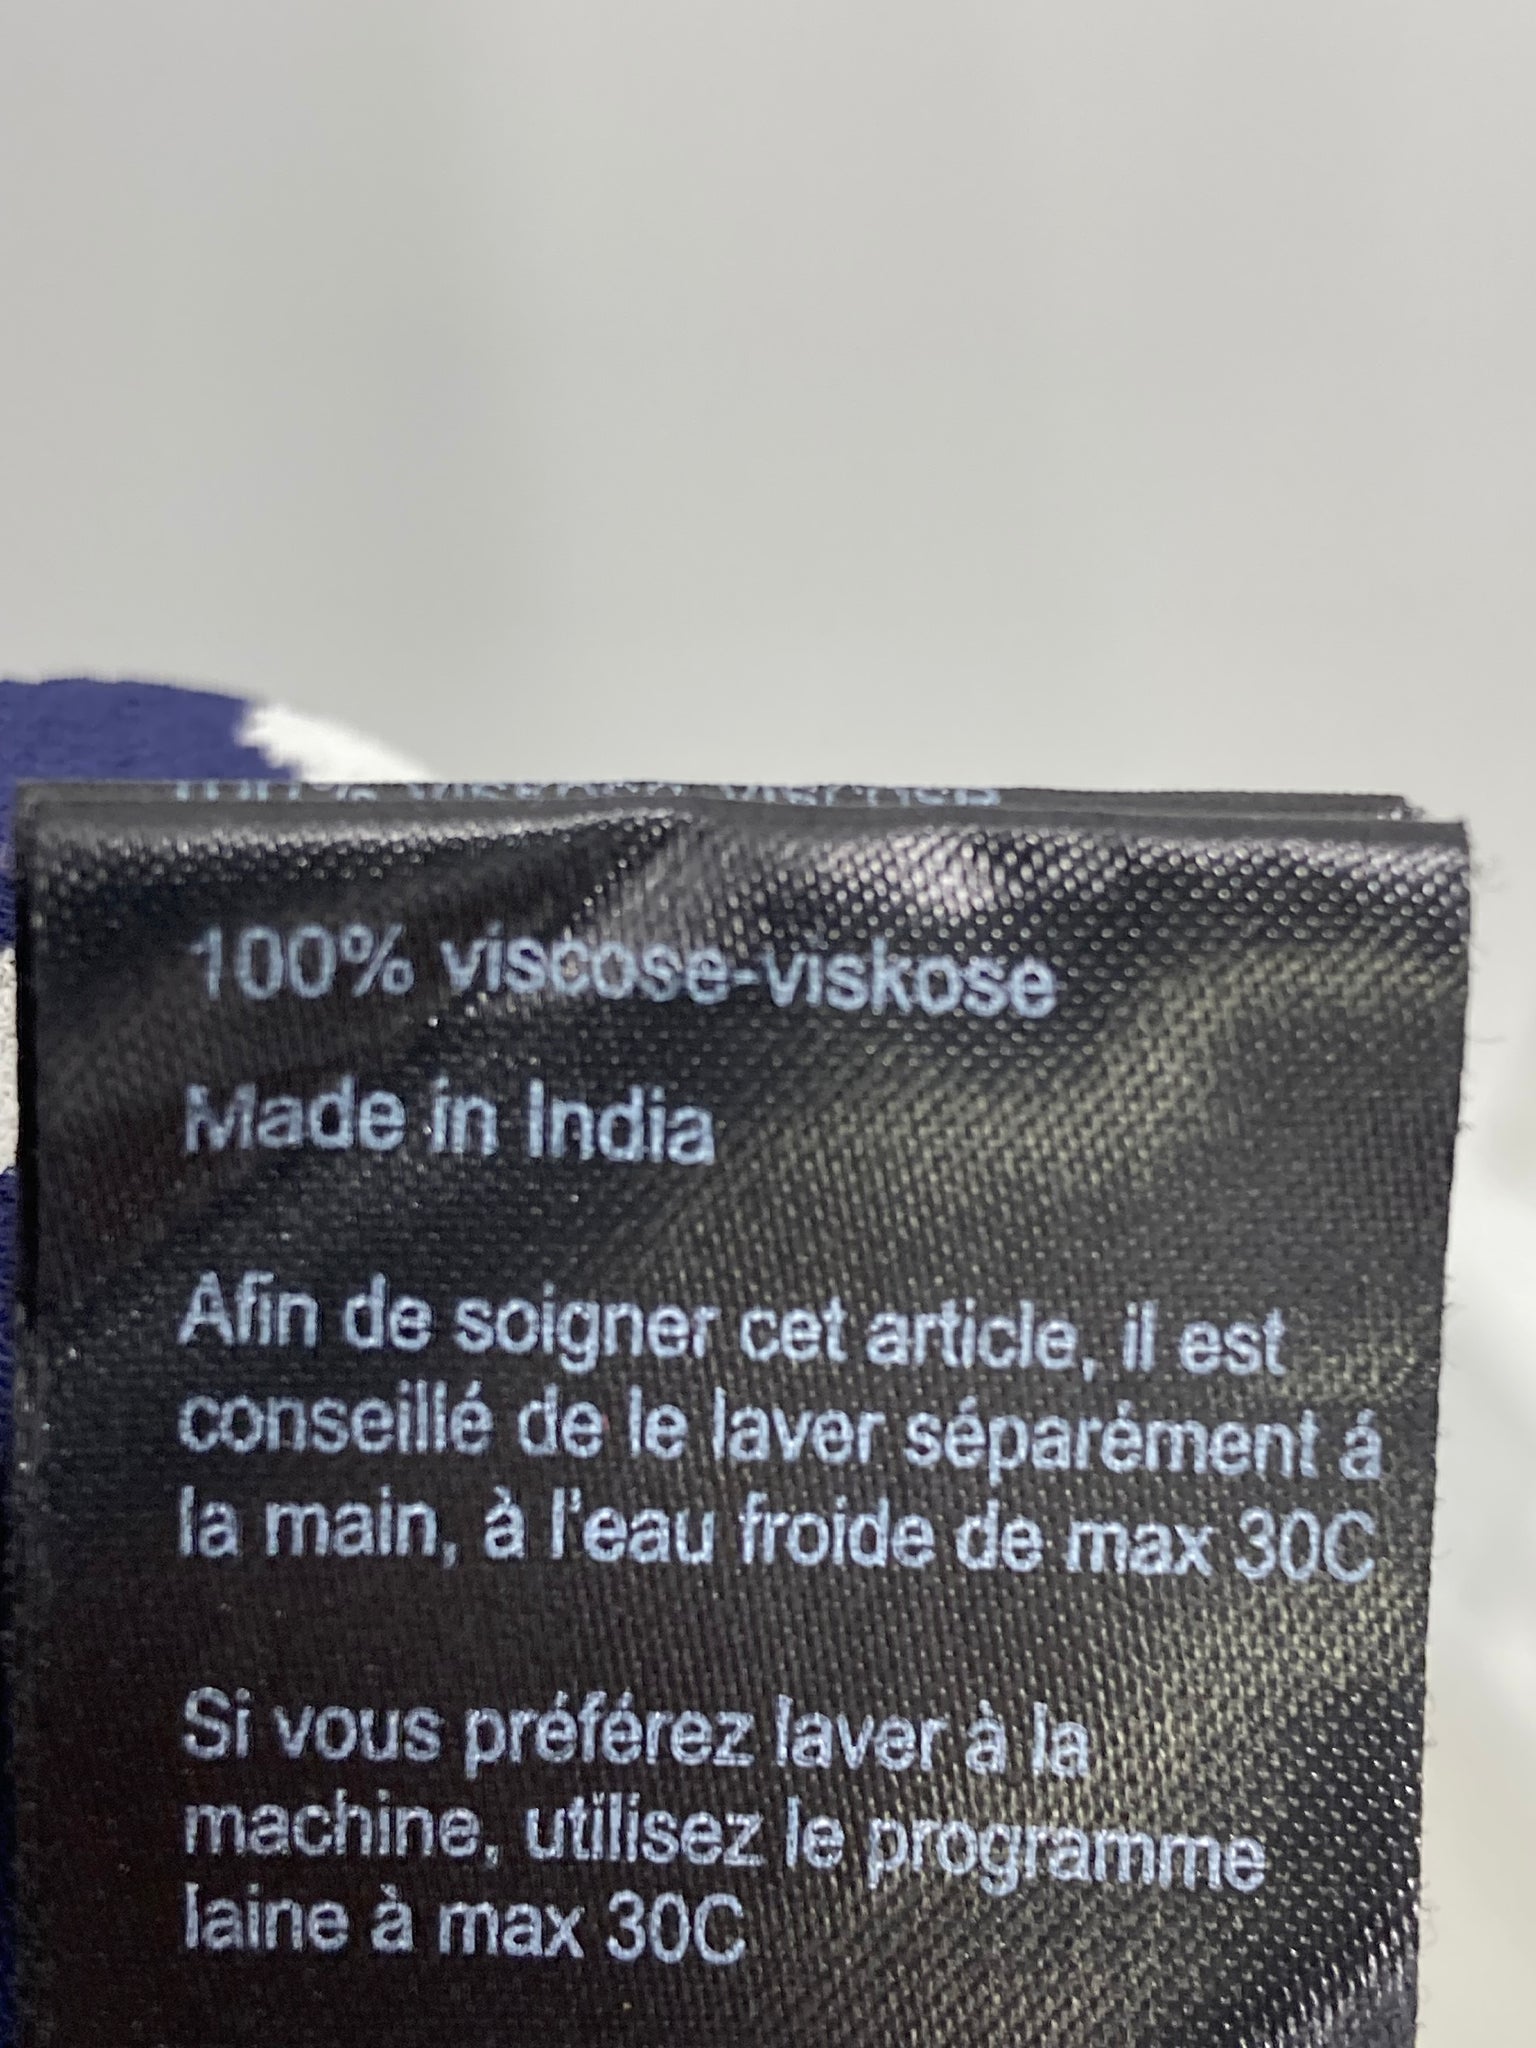 100% viscose-viskose
Made in India
Afin de soigner cet article, il est
conseillé de le laver séparément á
la main, à l'eau froide de max 30C
Si vous préférez laver à la
machine, utilisez le programme
laine à max 30C